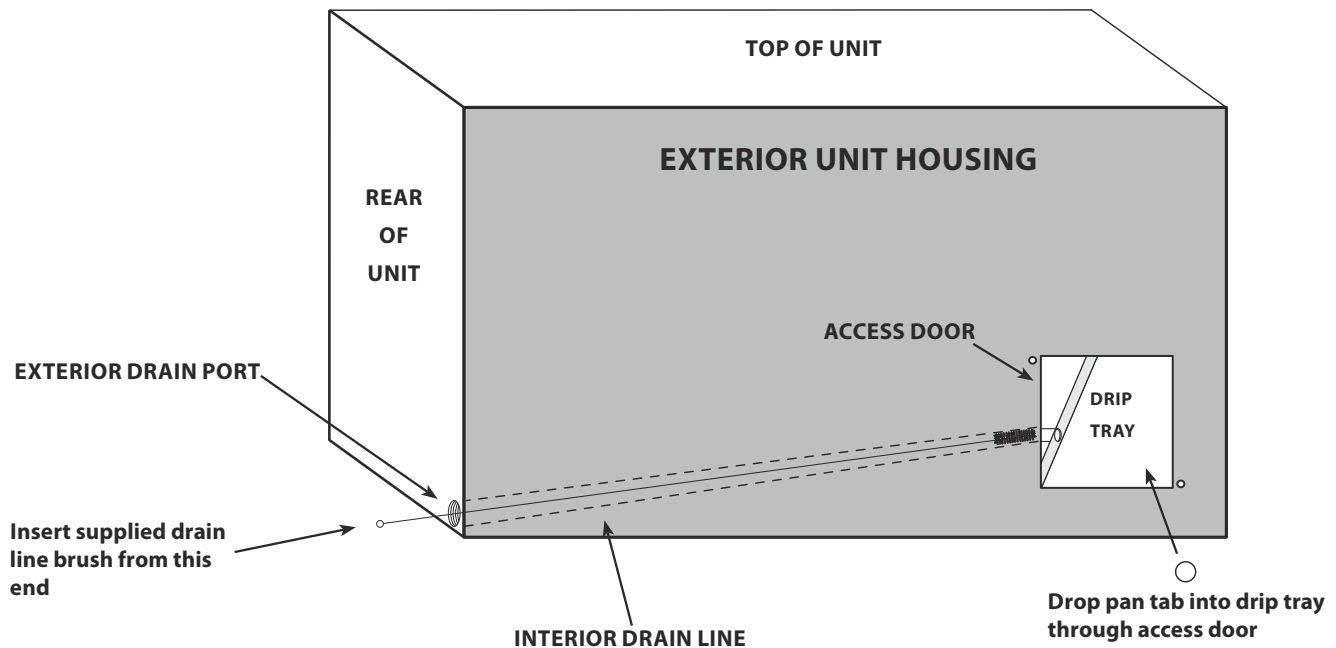 TOP OF UNIT
EXTERIOR UNIT HOUSING
REAR
OF
UNIT
ACCESS DOOR
EXTERIOR DRAIN PORT
DRIP
TRAY
Insert supplied drain
line brush from this
end
INTERIOR DRAIN LINE
Drop pan tab into drip tray
through access door